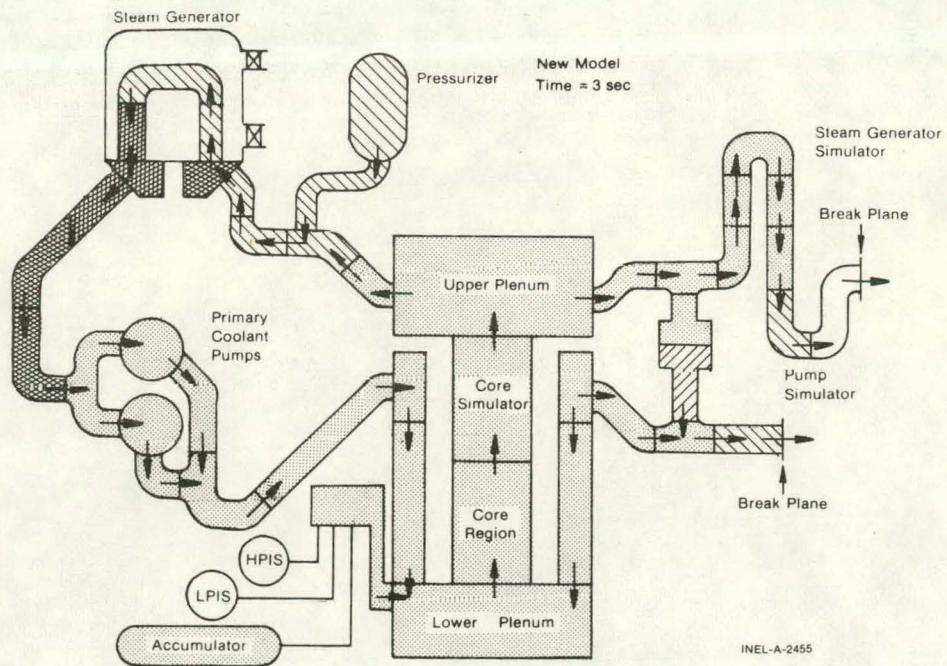 Steam Generator
Pressurizer
New Model
Time = 3 sec
Steam Generator
Simulator
Break Plane
Upper Plenum
Primary
Coolant
Pumps
Core
Simulator
Pump
Simulator
Core
Region
Break Plane
HPIS
LPIS
Accumulator
Lower Plenum
INEL-A-2455